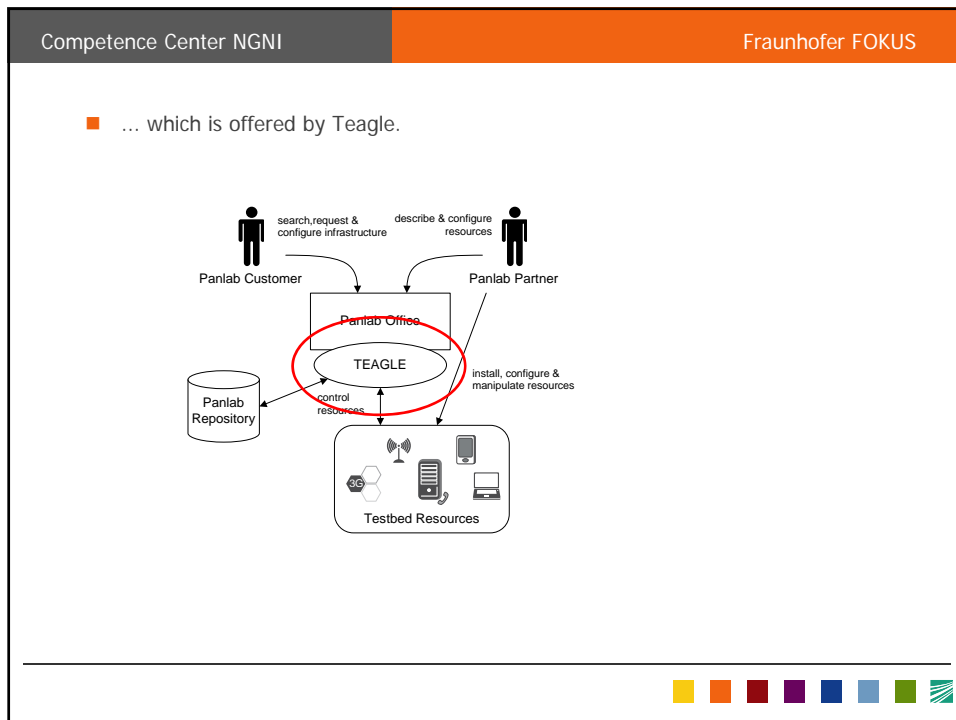 Competence Center NGNI
Fraunhofer FOKUS
... which is offered by Teagle.
search,request &
configure infrastructure
describe & configure
resources
Panlab Customer
Panlab Partner
Panlab Office
TEAGLE
install, configure &
manipulate resources
control
resources
Panlab
Repository
3G
Testbed Resources